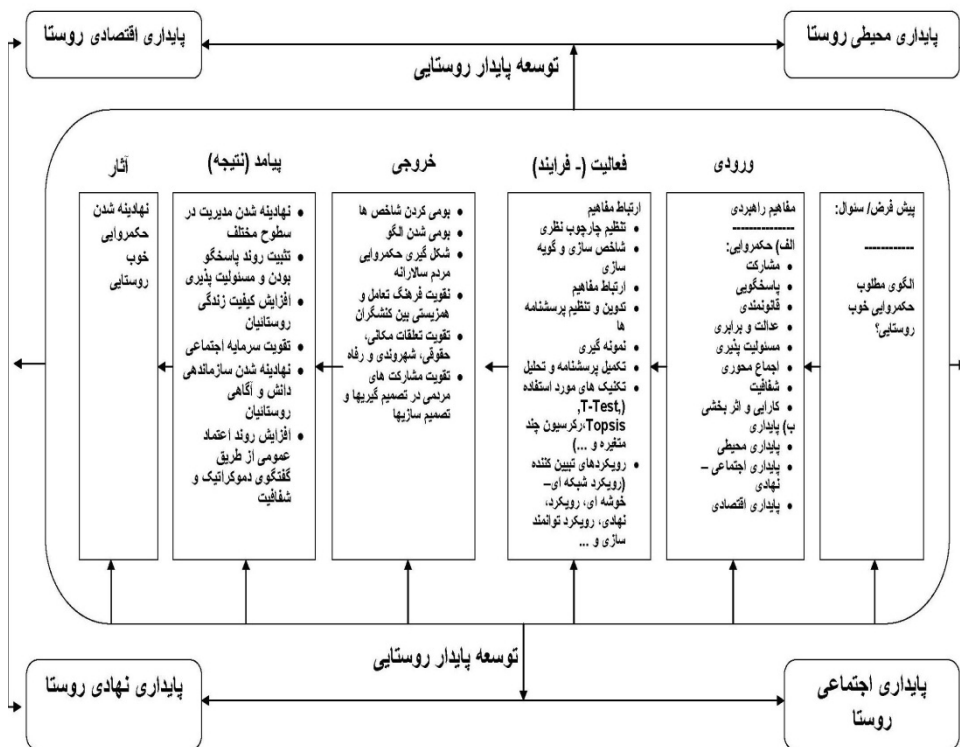 پایداری محیطی روستا
پایداری اقتصادی روستا
توسعه پایدار روستایی
پیش فرض/ سئوال:
------------
الگوی مطلوب
حکمروایی خوب
روستایی؟
ورودی
مفاهیم راهبردی
--------------
الف) حکمروایی:
• مشارکت
• پاسخگویی
• قانونمندی
• عدالت و برابری
• مسئولیت پذیری
• اجماع محوری
• شفافیت
• کارایی و اثر بخشی
ب) پایداری
• پایداری محیطی
• پایداری اجتماعی –
نهادی
• پایداری اقتصادی
فعالیت (- فرایند)
ارتباط مفاهیم
• تنظیم چارچوب نظری
• شاخص سازی و گویه
سازی
• ارتباط مفاهیم
• تدوین و تنظیم پرسشنامه
ها
• نمونه گیری
• تکمیل پرسشنامه و تحلیل
• تکنیک های مورد استفاده
(T-Test,,
Topsis،رگرسیون چند
متغیره و ...)
• رویکردهای تبیین کننده
(رویکرد شبکه ای–
خوشه ای، رویکرد،
نهادی، رویکرد توانمند
سازی و ...
خروجی
• بومی کردن شاخص ها
• بومی شدن الگو
• شکل گیری حکمروایی
مردم سالارانه
• تقویت فرهنگ تعامل و
همزیستی بین کنشگران
• تقویت تعلقات مکانی،
حقوقی، شهروندی و رفاه
• تقویت مشارکت های
مردمی در تصمیم گیریها و
تصمیم سازیها
پیامد (نتیجه)
• نهادینه شدن مدیریت در
سطوح مختلف
• تثبیت روند پاسخگو
بودن و مسئولیت پذیری
• افزایش کیفیت زندگی
روستائیان
• تقویت سرمایه اجتماعی
• نهادینه شدن سازماندهی
دانش و آگاهی
روستائیان
• افزایش روند اعتماد
عمومی از طریق
گفتگوی دموکراتیک و
شفافیت
آثار
نهادینه شدن
حکمروایی
خوب
روستایی
توسعه پایدار روستایی
پایداری اجتماعی
روستا
پایداری نهادی روستا